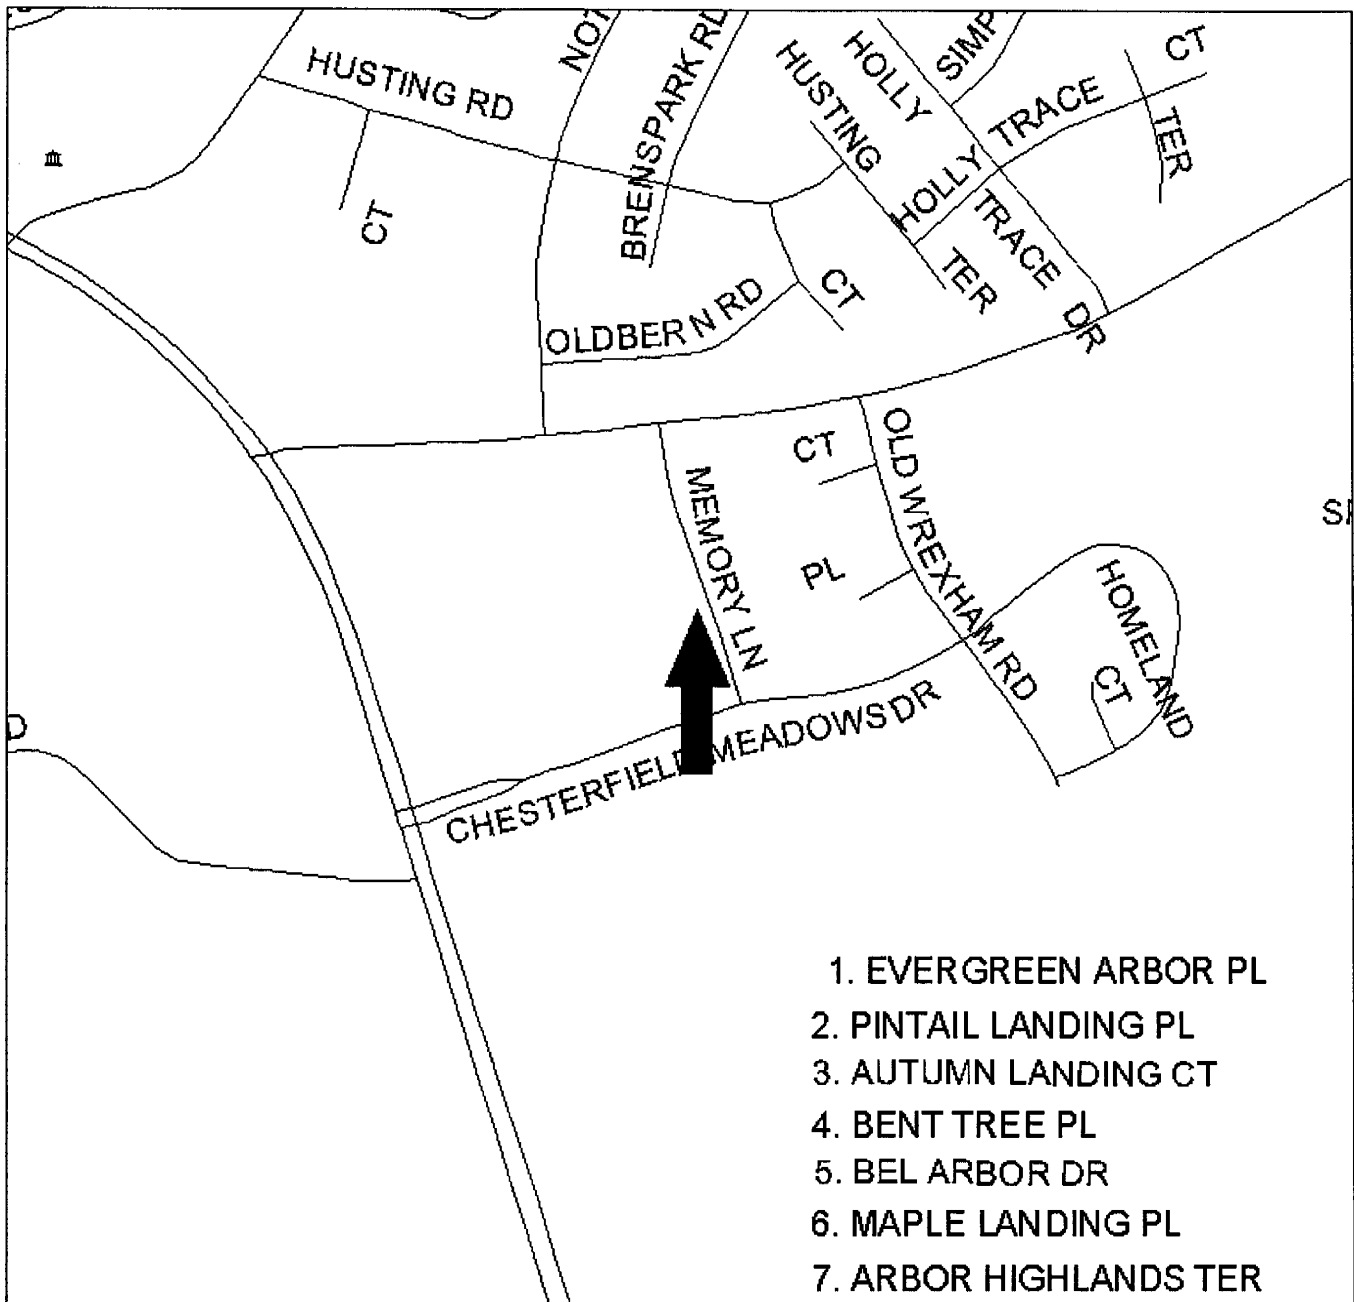 HUSTING RD
CT
NOT
BRENSPARK RD
HUSTING
TER
HOLLY
TRACE
DR
SIMP
HOLLY TRACE
CT
TER
OLDBERN RD
CT
MEMORY LN
CT
PL
OLD WREXHAM RD
HOMELAND
CT
CHESTERFIELD MEADOWS DR
D
1. EVERGREEN ARBOR PL
2. PINTAIL LANDING PL
3. AUTUMN LANDING CT
4. BENT TREE PL
5. BEL ARBOR DR
6. MAPLE LANDING PL
7. ARBOR HIGHLANDS TER